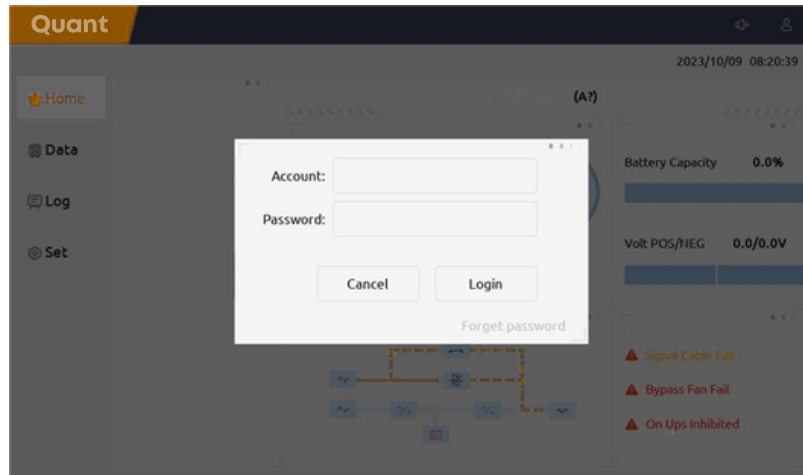 Quant
2023/10/09 08:20:39
Home
(A?)
Data
Account:
Battery Capacity 0.0%
Log
Password:
Volt POS/NEG 0.0/0.0V
Set
Cancel Login
Forget password
Signal Cable Fail
Bypass Fan Fail
On Ups Inhibited